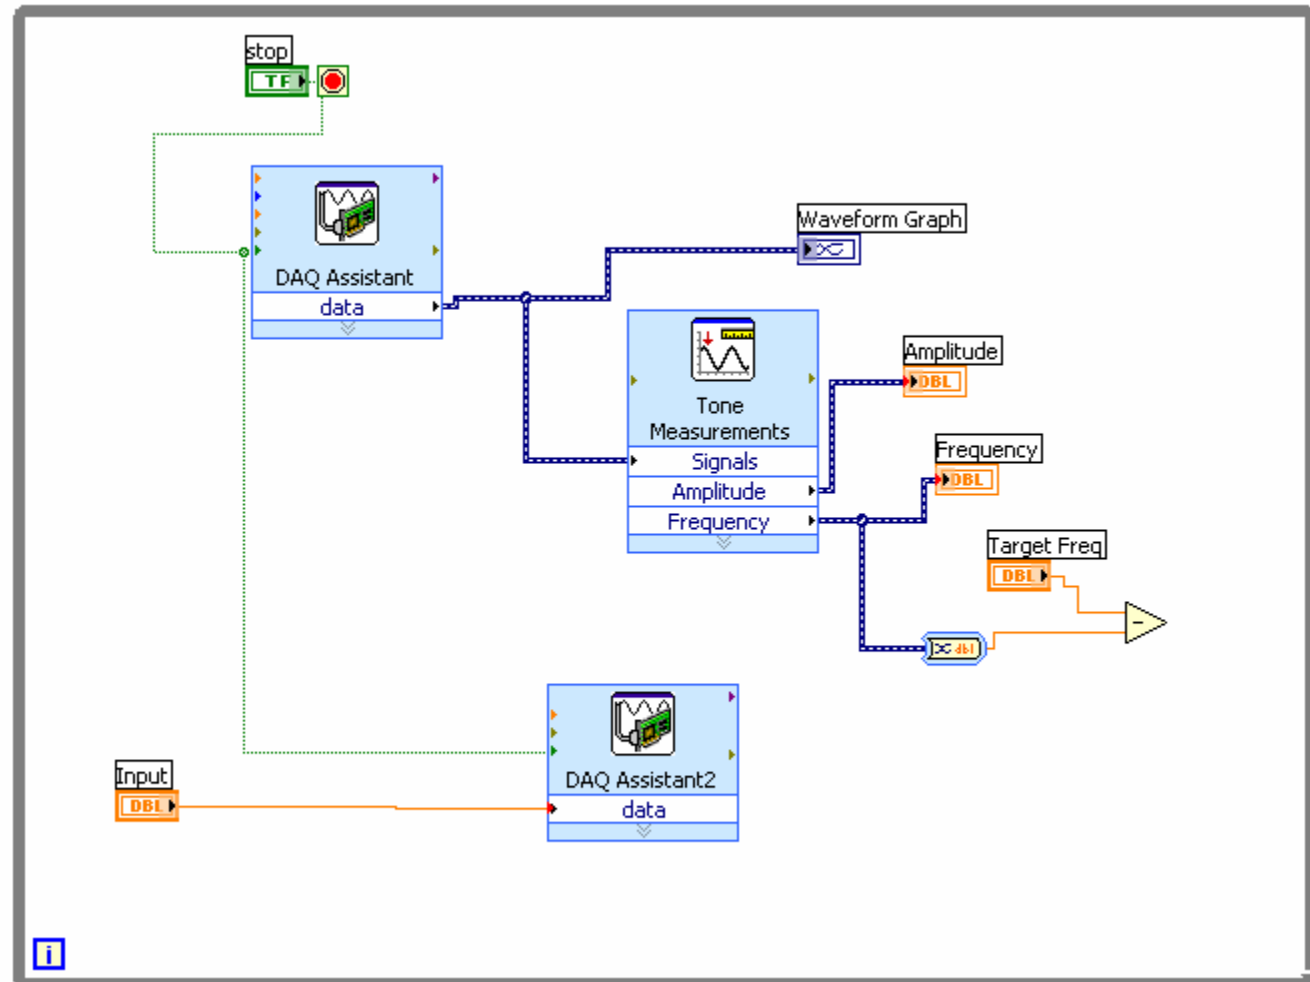 stop
TF
DAQ Assistant
data
Waveform Graph
Tone
Measurements
Signals
Amplitude
Frequency
Amplitude
DBL
Frequency
DBL
Target Freq
DBL
dbl
DAQ Assistant2
data
Input
DBL
i